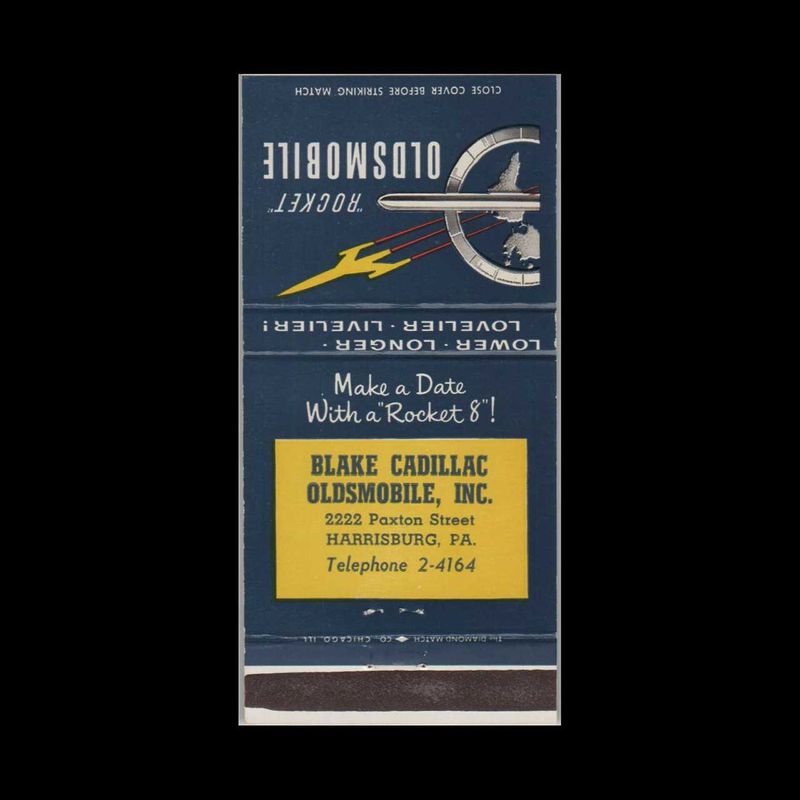 CLOSE COVER BEFORE STRIKING MATCH
OLDSMOBILE
"ROCKET"
LOWER · LONGER ·
LOVELIER · LIVELIER!
Make a Date
With a "Rocket 8"!
BLAKE CADILLAC
OLDSMOBILE, INC.
2222 Paxton Street
HARRISBURG, PA.
Telephone 2-4164
THE DIAMOND MATCH CO. CHICAGO, ILL